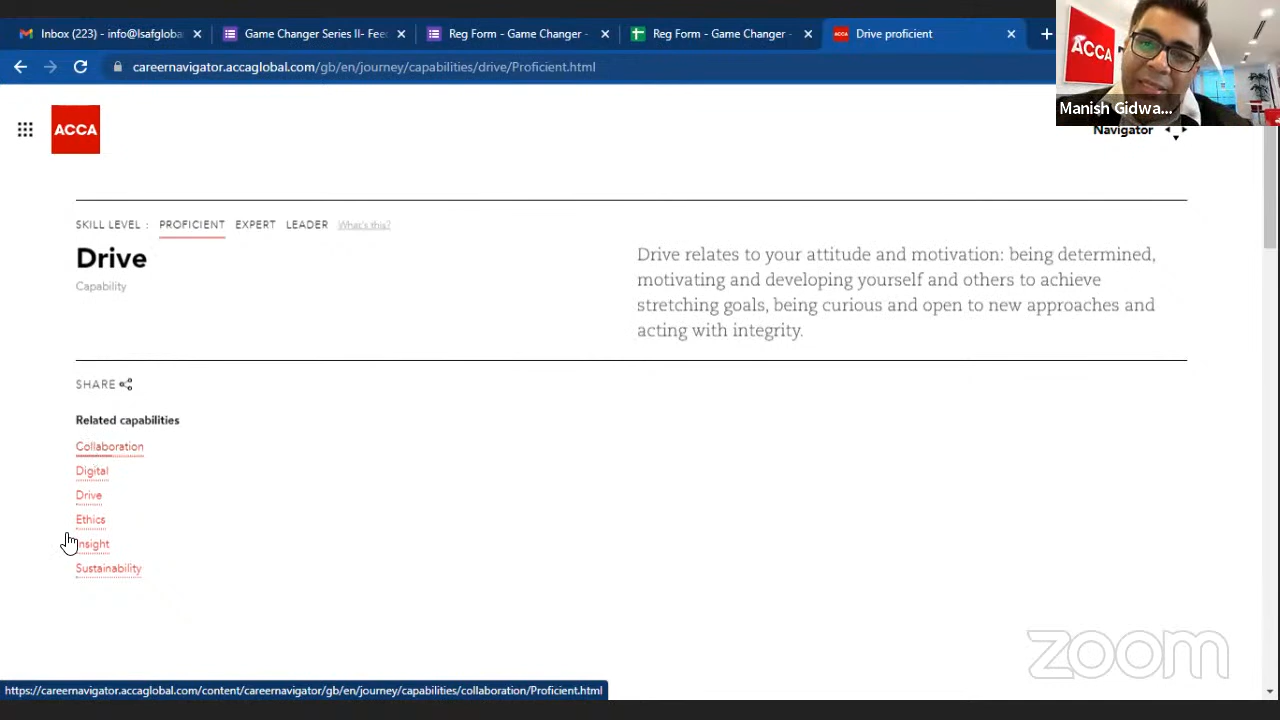 Inbox (223) - info@lsafgloba
Game Changer Series II- Feec
Reg Form - Game Changer -
Reg Form - Game Changer -
ACCA
Drive proficient
careernavigator.accaglobal.com/gb/en/journey/capabilities/drive/Proficient.html
ACCA
Manish Gidwa...
ACCA
Navigator
SKILL LEVEL : PROFICIENT EXPERT LEADER What's this?
Drive
Capability
Drive relates to your attitude and motivation: being determined,
motivating and developing yourself and others to achieve
stretching goals, being curious and open to new approaches and
acting with integrity.
SHARE
Related capabilities
Collaboration
Digital
Drive
Ethics
nsight
Sustainability
zoom
https://careernavigator.accaglobal.com/content/careernavigator/gb/en/journey/capabilities/collaboration/Proficient.html